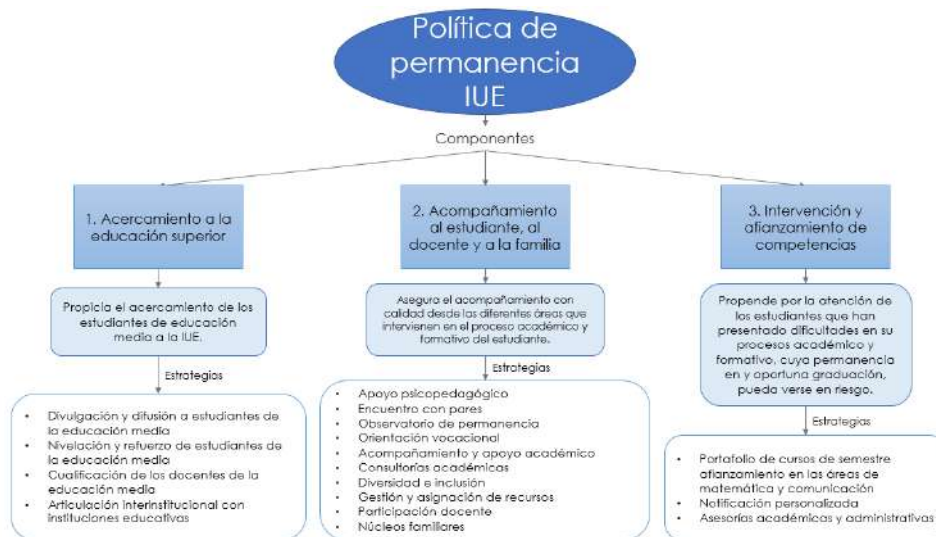 Política de
permanencia
IUE
Componentes
1. Acercamiento a la
educación superior
Propicia el acercamiento de los
estudiantes de educación
media a la IUE.
Estrategias
• Divulgación y difusión a estudiantes de
la educación media
• Nivelación y refuerzo de estudiantes de
la educación media
• Cualificación de los docentes de la
educación media
• Articulación interinstitucional con
instituciones educativas
2. Acompañamiento
al estudiante, al
docente y a la familia
Asegura el acompañamiento con
calidad desde las diferentes áreas que
intervienen en el proceso académico y
formativo del estudiante.
Estrategias
• Apoyo psicopedagógico
• Encuentro con pares
• Observatorio de permanencia
• Orientación vocacional
• Acompañamiento y apoyo académico
• Consultorías académicas
• Diversidad e inclusión
• Gestión y asignación de recursos
• Participación docente
• Núcleos familiares
3. Intervención y
afianzamiento de
competencias
Propende por la atención de
los estudiantes que han
presentado dificultades en su
procesos académico y
formativo, cuya permanencia
en y oportuna graduación,
pueda verse en riesgo.
Estrategias
• Portafolio de cursos de semestre
afianzamiento en las áreas de
matemática y comunicación
• Notificación personalizada
• Asesorías académicas y administrativas